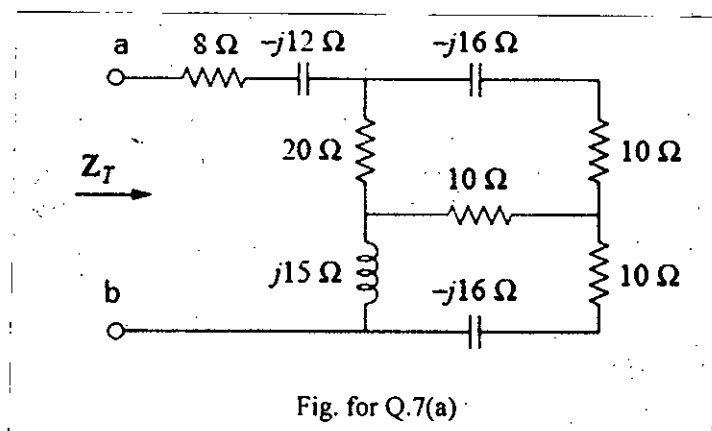 a 8 Ω −j12 Ω −j16 Ω
20 Ω 10 Ω 10 Ω
Z_T
j15 Ω −j16 Ω 10 Ω
b
Fig. for Q.7(a)